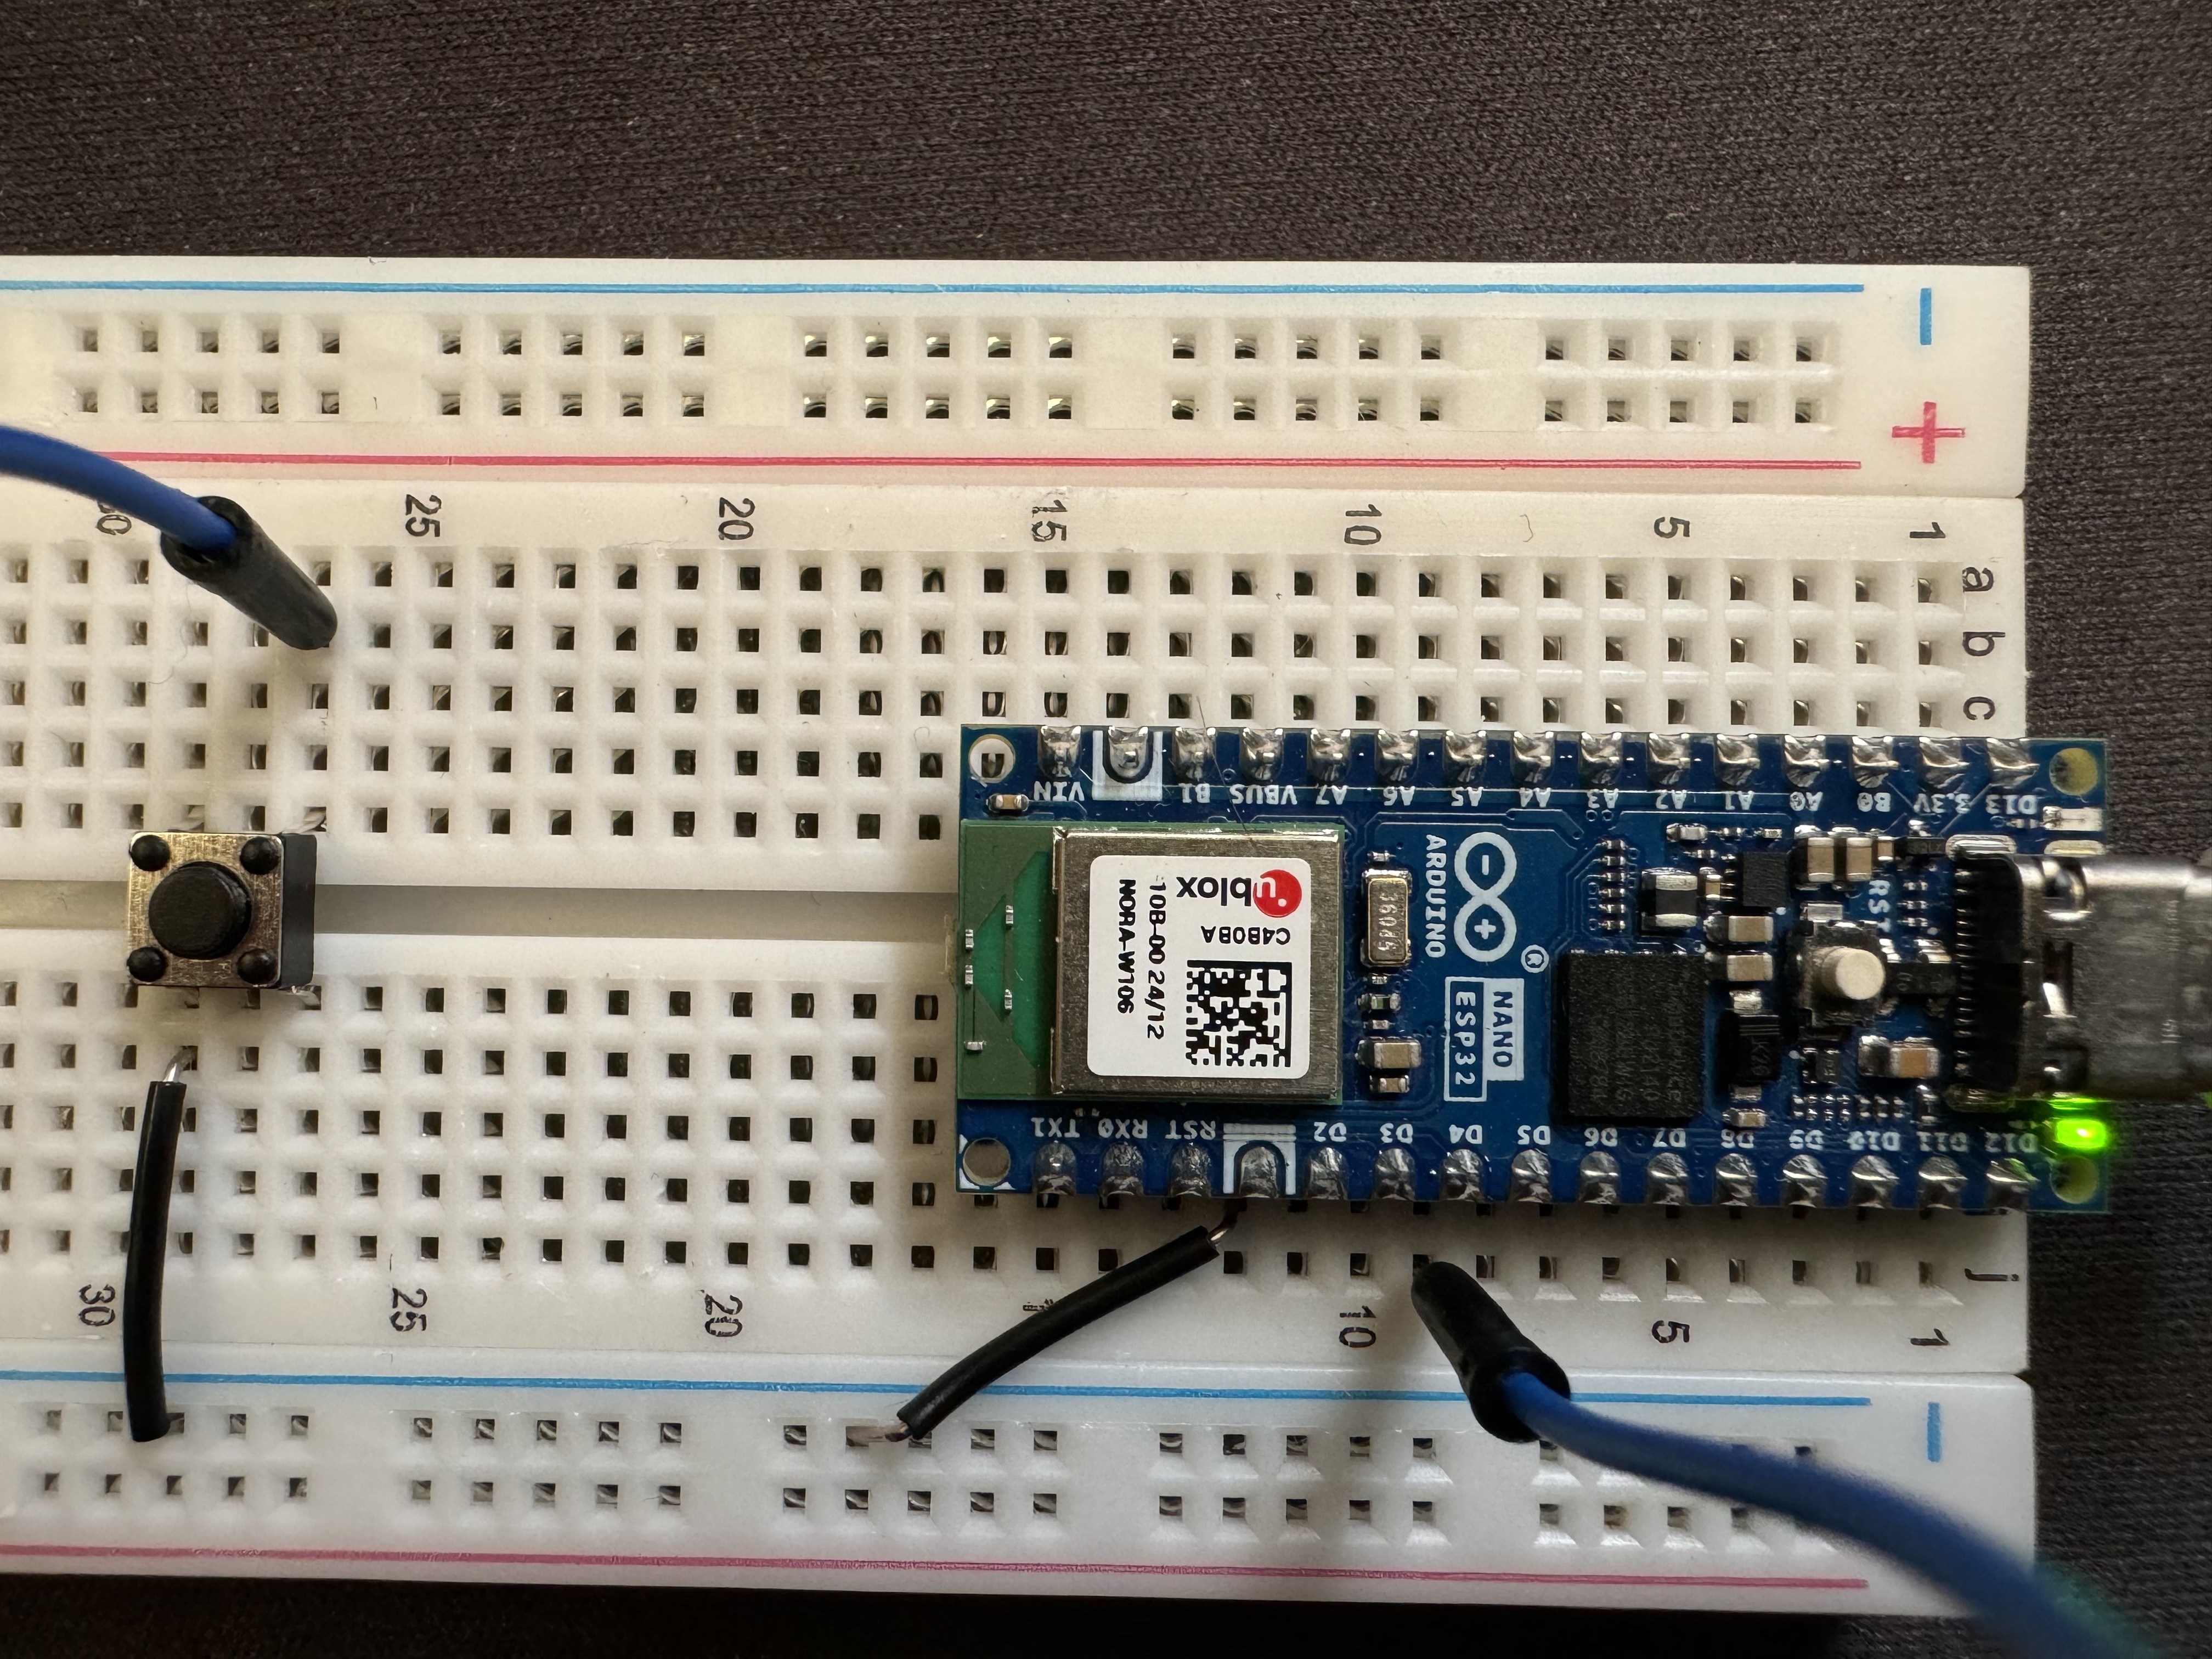 −
+
30 25 20 15 10 5 1
a
b
c
VIN B1 VBUS A7 A6 A5 A4 A3 A2 A1 A0 B0 3.3V D13
ublox
C4B0BA
10B-00 24/12
NORA-W106
ARDUINO
®
NANO
ESP32
RST
TX1 RX0 RST D2 D3 D4 D5 D6 D7 D8 D9 D10 D11 D12
j
30 25 20 10 5 1
−